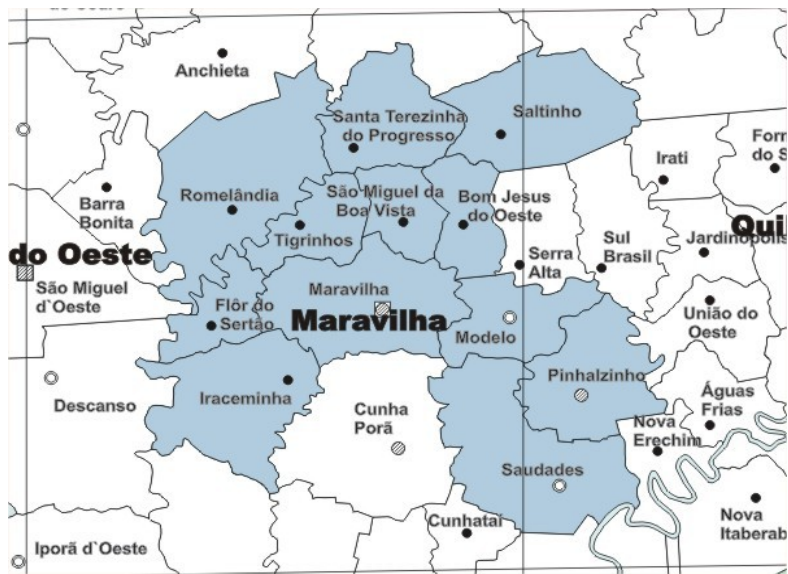 Anchieta
Santa Terezinha
do Progresso
Saltinho
Irati
Barra
Bonita
Romelândia
São Miguel da
Boa Vista
Bom Jesus
do Oeste
Tigrinhos
Serra
Alta
Sul
Brasil
Jardinópolis
do Oeste
São Miguel
d`Oeste
Flôr do
Sertão
Maravilha
Maravilha
Modelo
União do
Oeste
Descanso
Iraceminha
Cunha
Porã
Pinhalzinho
Águas
Frias
Nova
Erechim
Saudades
Cunhataí
Nova
Iporã d`Oeste